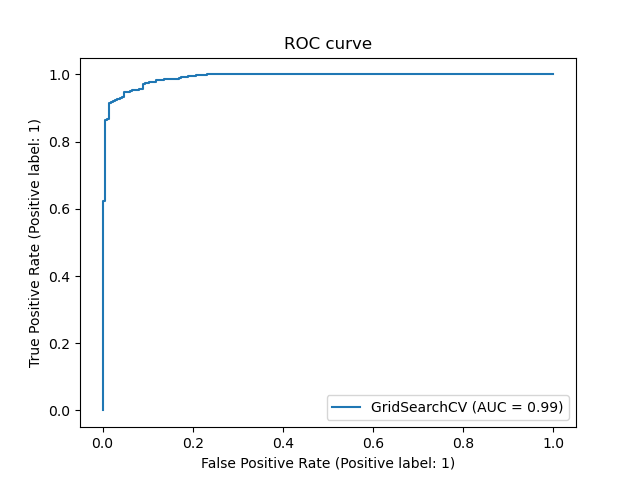 ROC curve
1.0
0.8
0.6
0.4
0.2
0.0
True Positive Rate (Positive label: 1)
GridSearchCV (AUC = 0.99)
0.0 0.2 0.4 0.6 0.8 1.0
False Positive Rate (Positive label: 1)